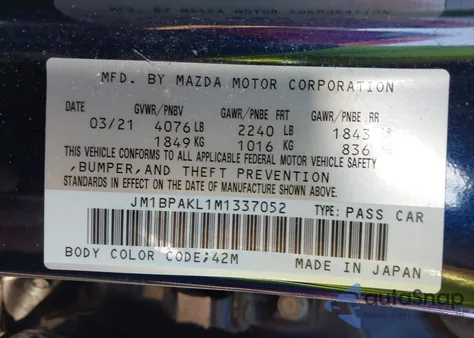 MFD. BY MAZDA MOTOR CORPORATION
DATE GVWR/PNBV GAWR/PNBE FRT GAWR/PNBE RR
03/21 4076 LB 2240 LB 1843 LB
1849 KG 1016 KG 836 KG
THIS VEHICLE CONFORMS TO ALL APPLICABLE FEDERAL MOTOR VEHICLE SAFETY
,BUMPER,AND THEFT PREVENTION
STANDARDS IN EFFECT ON THE DATE OF MANUFACTURE SHOWN ABOVE.
JM1BPAKL1M1337052 TYPE: PASS CAR
BODY COLOR CODE;42M MADE IN JAPAN
autoSnap